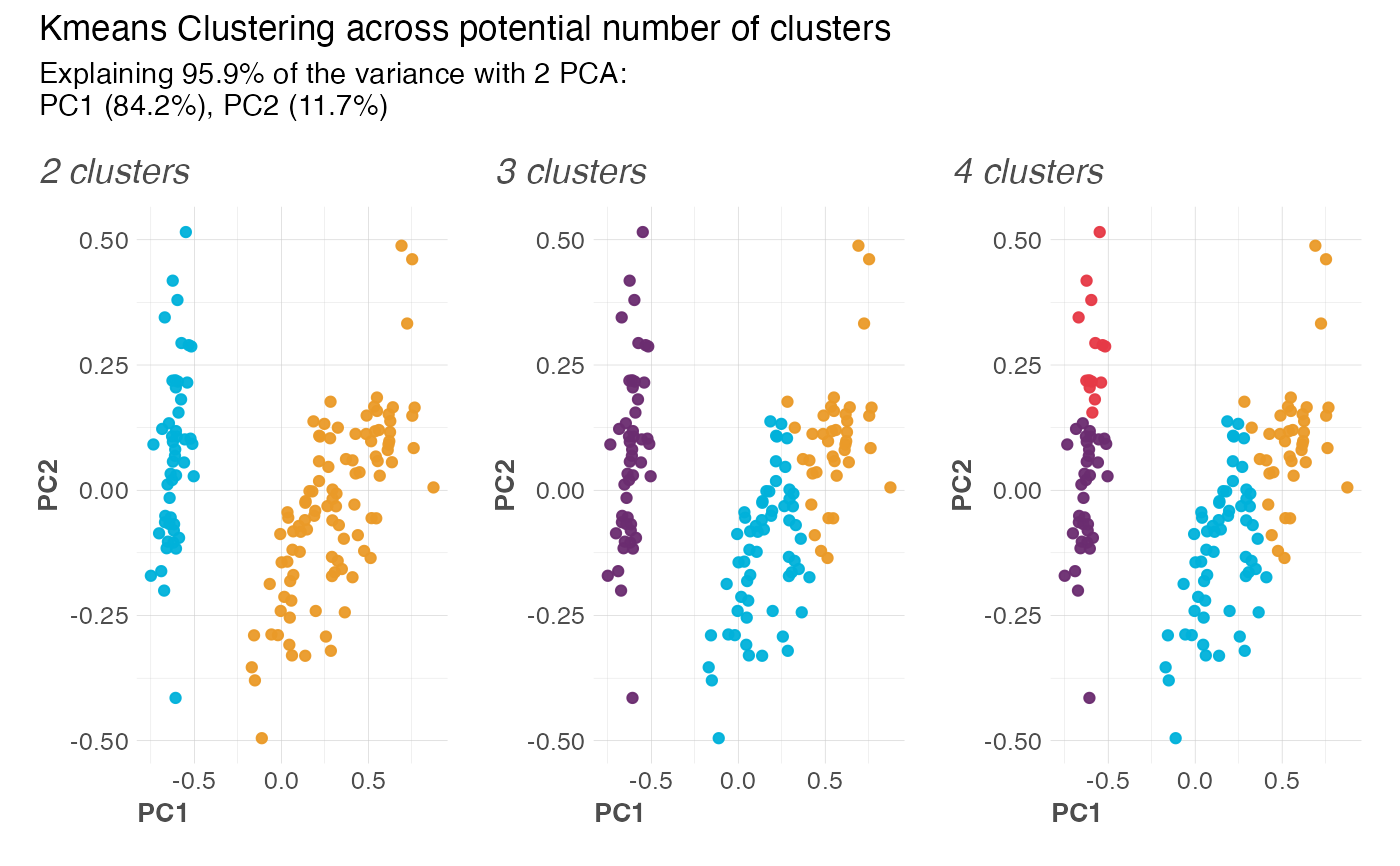 Kmeans Clustering across potential number of clusters
Explaining 95.9% of the variance with 2 PCA:
PC1 (84.2%), PC2 (11.7%)
2 clusters
3 clusters
4 clusters
0.50
0.25
0.00
-0.25
-0.50
PC2
-0.5 0.0 0.5
PC1
0.50
0.25
0.00
-0.25
-0.50
PC2
-0.5 0.0 0.5
PC1
0.50
0.25
0.00
-0.25
-0.50
PC2
-0.5 0.0 0.5
PC1